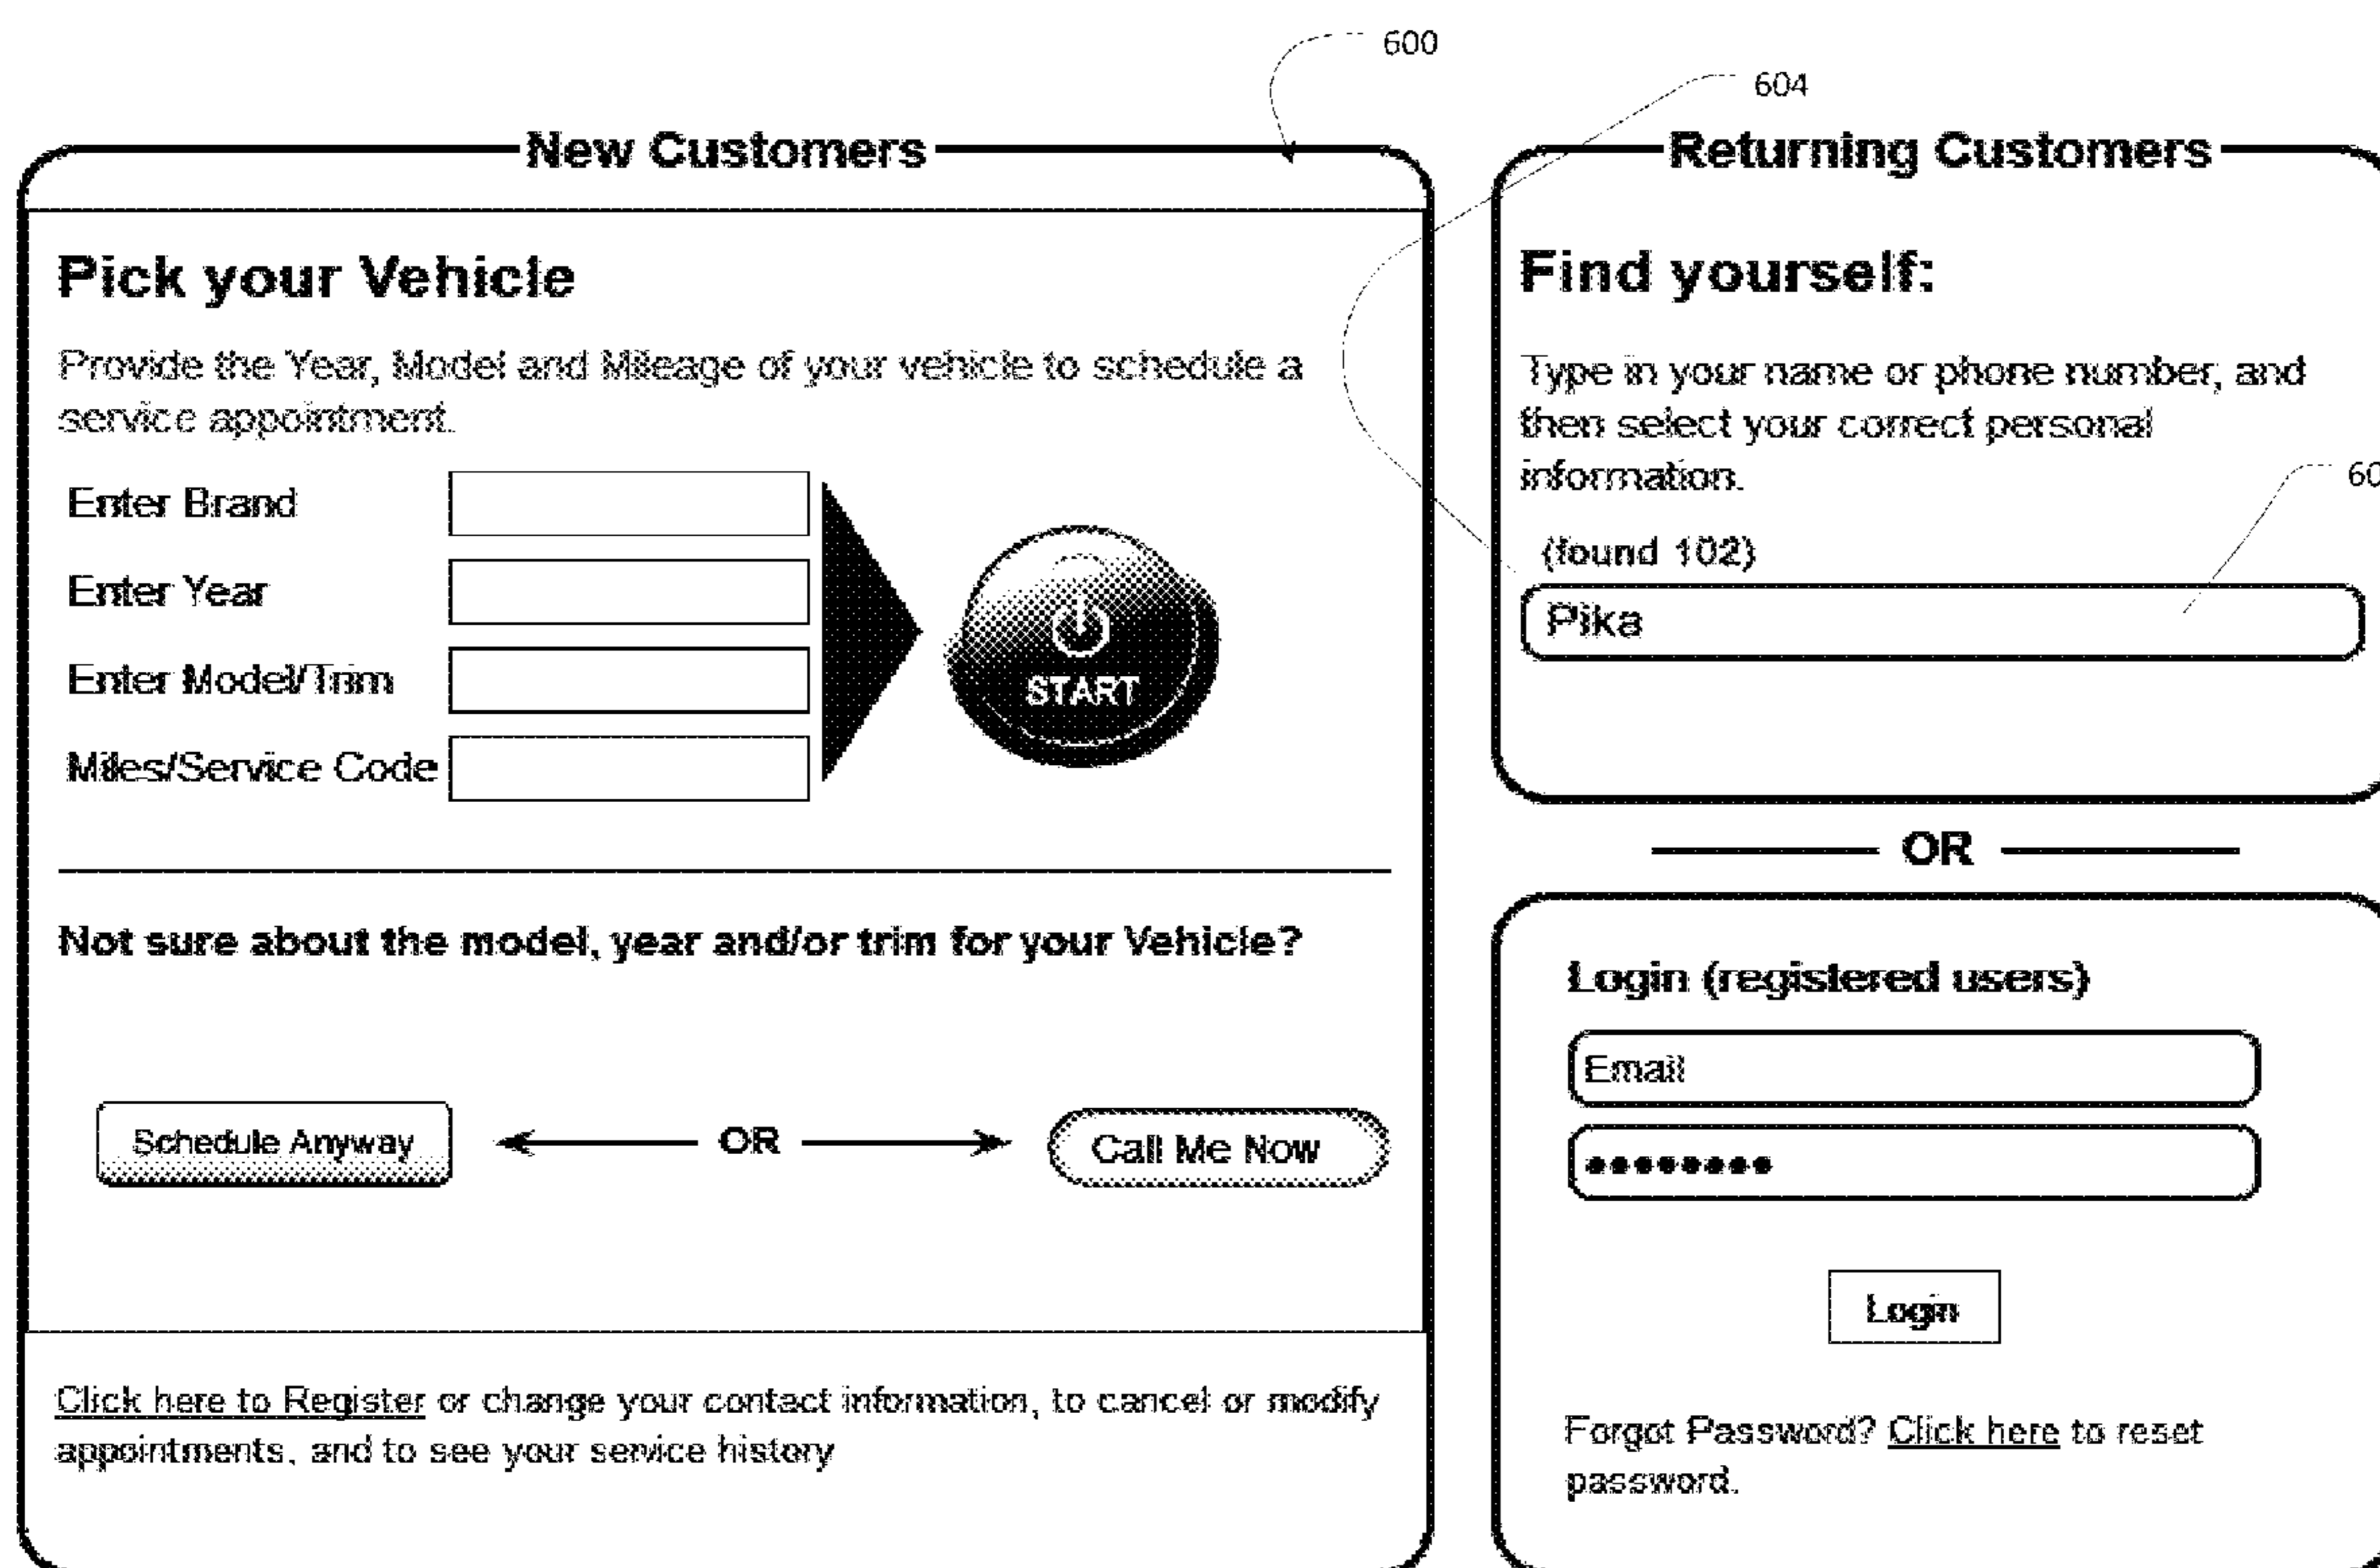 600
604
New Customers
Pick your Vehicle
Provide the Year, Model and Mileage of your vehicle to schedule a
service appointment.
Enter Brand
Enter Year
Enter Model/Trim
Miles/Service Code
START
Not sure about the model, year and/or trim for your Vehicle?
Schedule Anyway
OR
Call Me Now
Click here to Register or change your contact information, to cancel or modify
appointments, and to see your service history
Returning Customers
Find yourself:
Type in your name or phone number, and
then select your correct personal
information.
(found 102)
Pika
OR
Login (registered users)
Email
••••••••
Login
Forgot Password? Click here to reset
password.